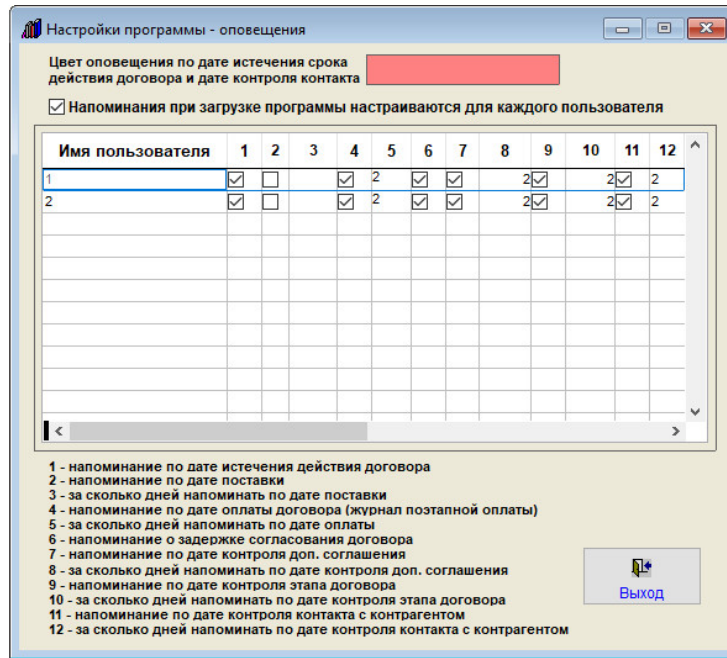 Настройки программы - оповещения
Цвет оповещения по дате истечения срока
действия договора и дате контроля контакта
Напоминания при загрузке программы настраиваются для каждого пользователя
Имя пользователя 1 2 3 4 5 6 7 8 9 10 11 12
1 2 2 2 2
2 2 2 2 2
1 - напоминание по дате истечения действия договора
2 - напоминание по дате поставки
3 - за сколько дней напоминать по дате поставки
4 - напоминание по дате оплаты договора (журнал поэтапной оплаты)
5 - за сколько дней напоминать по дате оплаты
6 - напоминание о задержке согласования договора
7 - напоминание по дате контроля доп. соглашения
8 - за сколько дней напоминать по дате контроля доп. соглашения
9 - напоминание по дате контроля этапа договора
10 - за сколько дней напоминать по дате контроля этапа договора
11 - напоминание по дате контроля контакта с контрагентом
12 - за сколько дней напоминать по дате контроля контакта с контрагентом
Выход